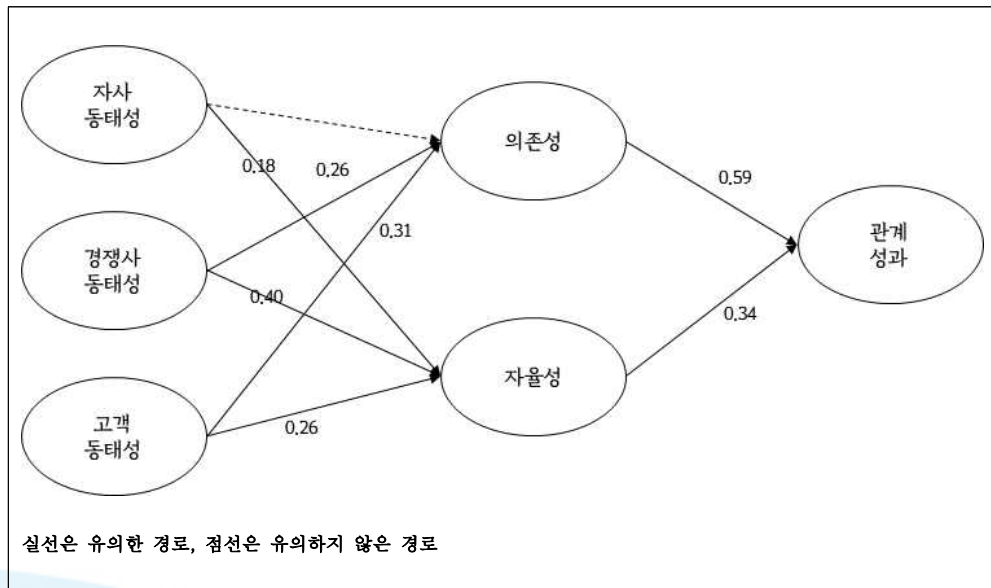 자사
동태성
의존성
0.18
0.26
0.59
경쟁사
동태성
0.31
관계
성과
0.40
0.34
자율성
고객
동태성
0.26
실선은 유의한 경로, 점선은 유의하지 않은 경로